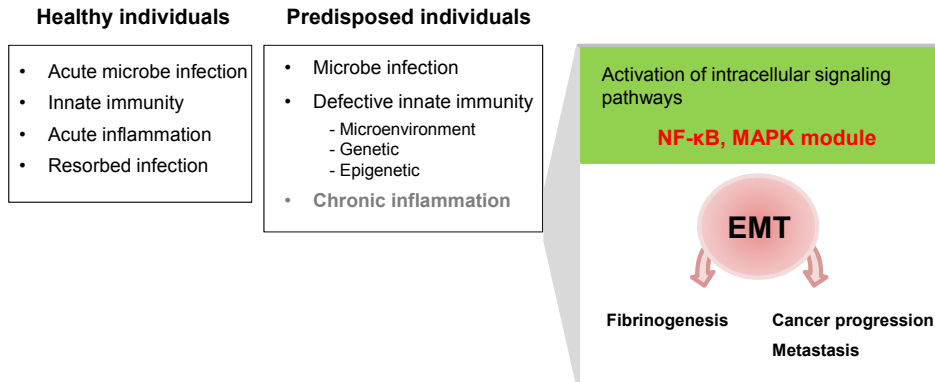 Healthy individuals
• Acute microbe infection
• Innate immunity
• Acute inflammation
• Resorbed infection
Predisposed individuals
• Microbe infection
• Defective innate immunity
- Microenvironment
- Genetic
- Epigenetic
• Chronic inflammation
Activation of intracellular signaling
pathways
NF-κB, MAPK module
EMT
Fibrinogenesis
Cancer progression
Metastasis